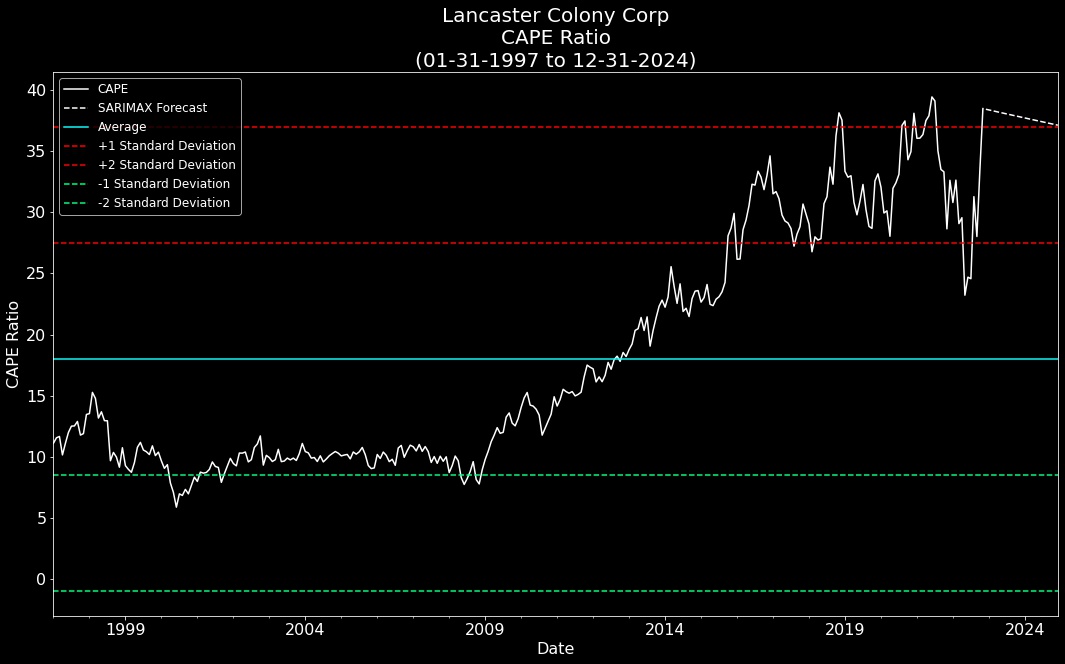 Lancaster Colony Corp
CAPE Ratio
(01-31-1997 to 12-31-2024)
40
35
30
25
20
15
10
5
0
CAPE Ratio
CAPE
SARIMAX Forecast
Average
+1 Standard Deviation
+2 Standard Deviation
-1 Standard Deviation
-2 Standard Deviation
1999
2004
2009
2014
2019
2024
Date